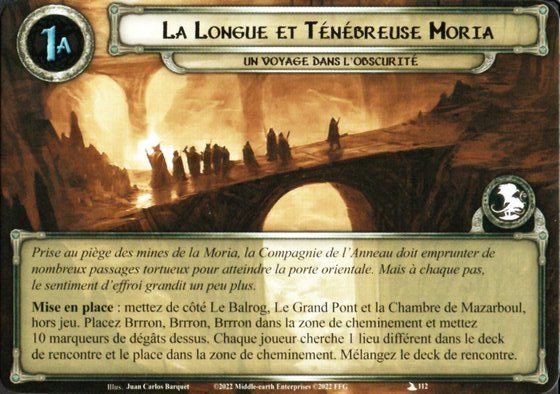 1A
La Longue et Ténébreuse Moria
un voyage dans l'obscurité
Prise au piège des mines de la Moria, la Compagnie de l'Anneau doit emprunter de
nombreux passages tortueux pour atteindre la porte orientale. Mais à chaque pas,
le sentiment d'effroi grandit un peu plus.
Mise en place : mettez de côté Le Balrog, Le Grand Pont et la Chambre de Mazarboul,
hors jeu. Placez Brrron, Brrron, Brrron dans la zone de cheminement et mettez
10 marqueurs de dégâts dessus. Chaque joueur cherche 1 lieu différent dans le deck
de rencontre et le place dans la zone de cheminement. Mélangez le deck de rencontre.
Illus. Juan Carlos Barquet ©2022 Middle-earth Enterprises ©2022 FFG 112